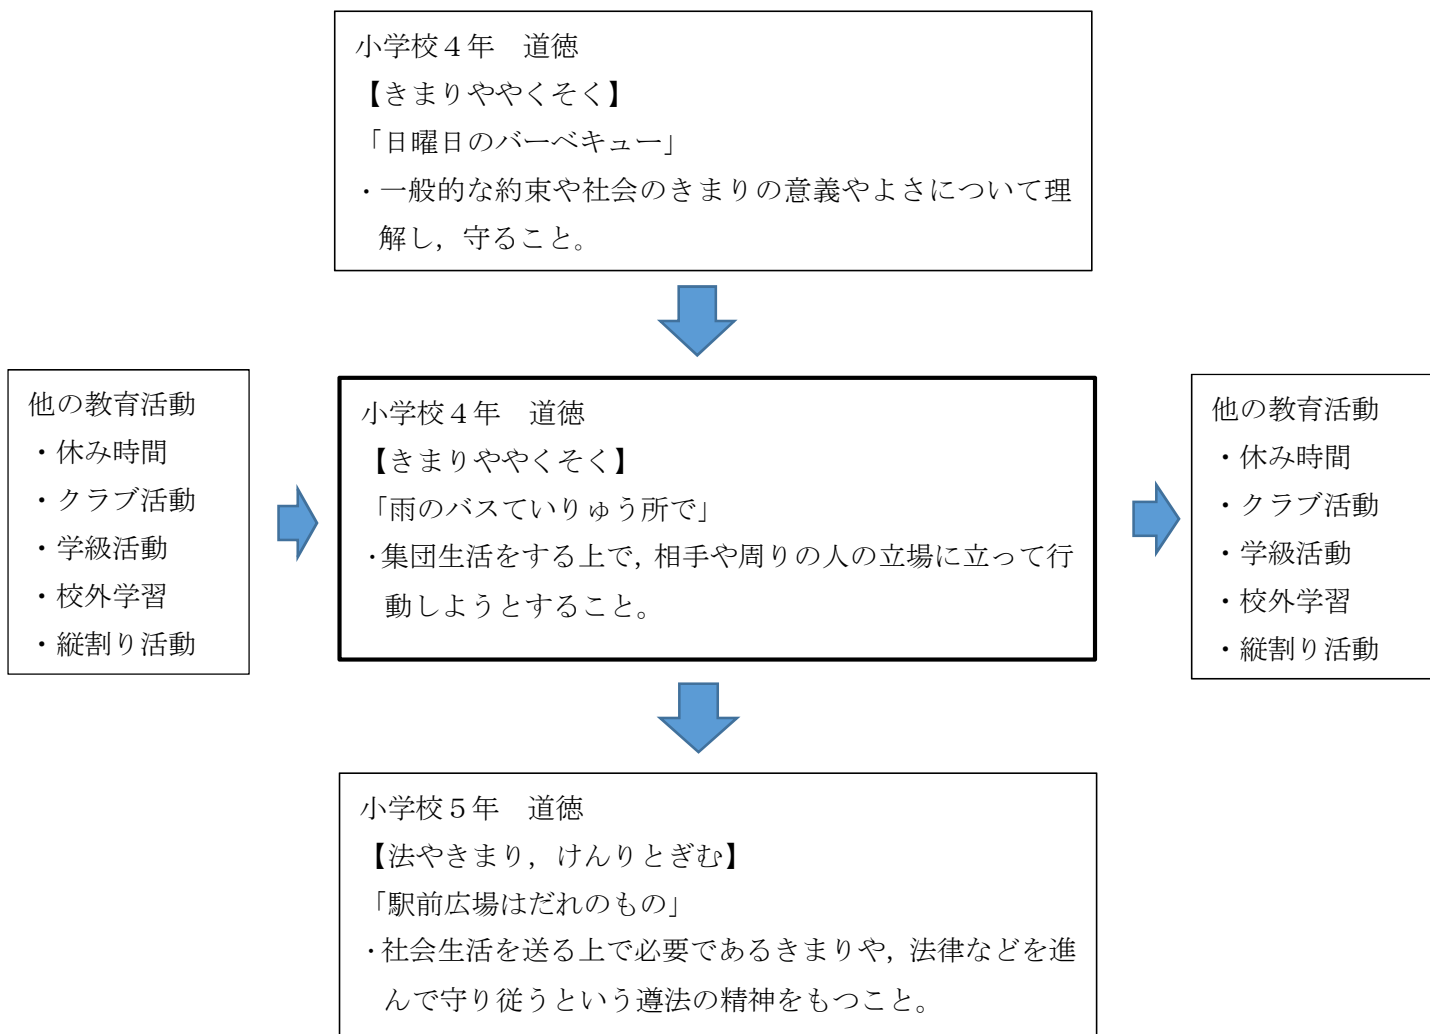 小学校４年　道徳
【きまりややくそく】
「日曜日のバーベキュー」
・一般的な約束や社会のきまりの意義やよさについて理
解し，守ること。
他の教育活動
・休み時間
・クラブ活動
・学級活動
・校外学習
・縦割り活動
小学校４年　道徳
【きまりややくそく】
「雨のバスていりゅう所で」
・集団生活をする上で，相手や周りの人の立場に立って行
動しようとすること。
他の教育活動
・休み時間
・クラブ活動
・学級活動
・校外学習
・縦割り活動
小学校５年　道徳
【法やきまり，けんりとぎむ】
「駅前広場はだれのもの」
・社会生活を送る上で必要であるきまりや，法律などを進
んで守り従うという遵法の精神をもつこと。